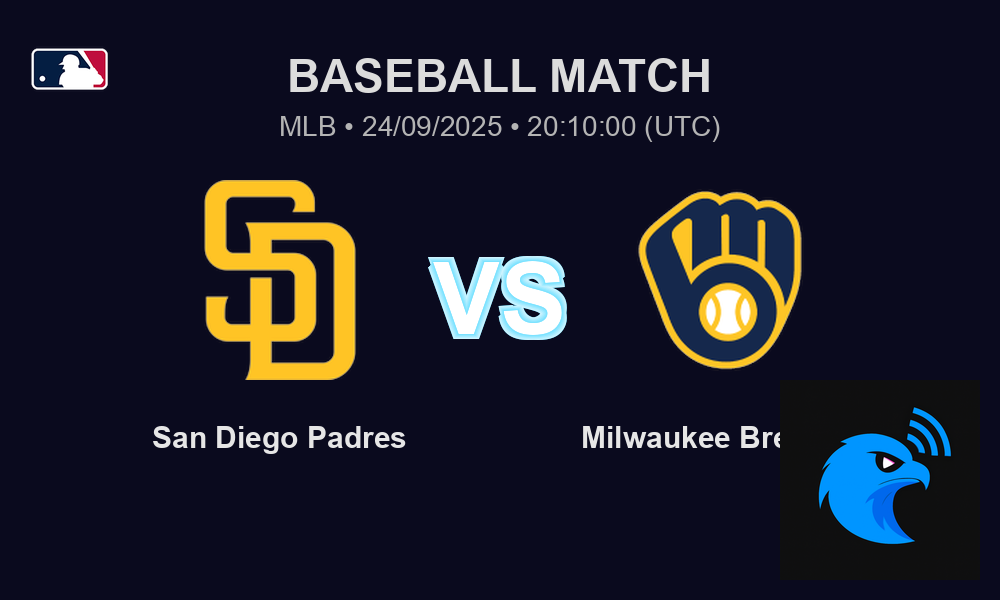 BASEBALL MATCH
MLB • 24/09/2025 • 20:10:00 (UTC)
SD
VS
San Diego Padres
Milwaukee Bre